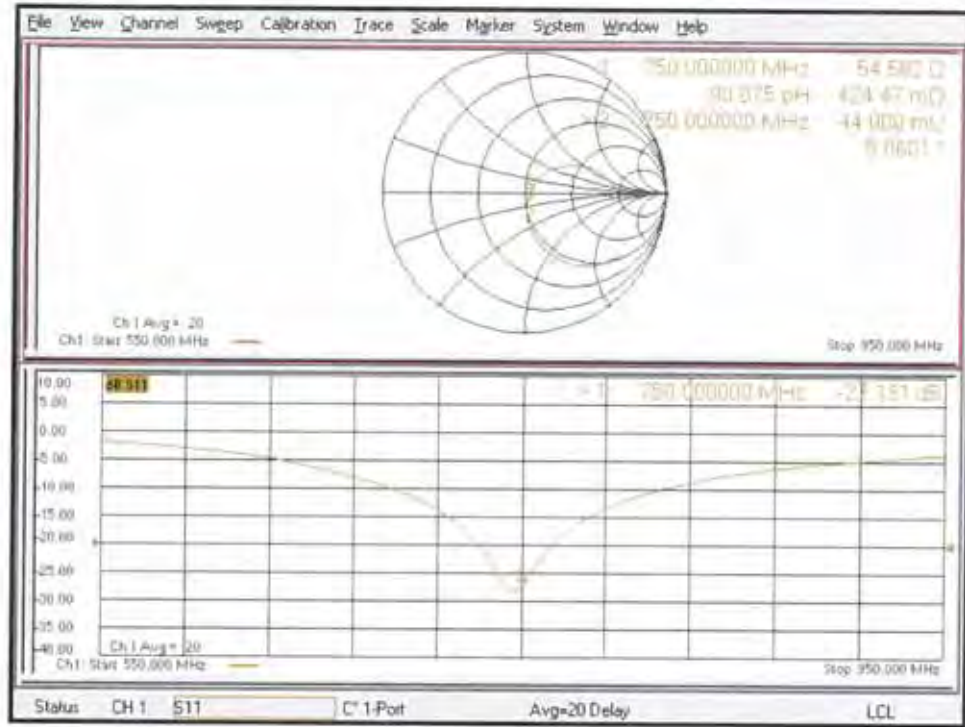 File View Channel Sweep Calibration Trace Scale Marker System Window Help
750.000000 MHz 54.582 Ω
90.075 pH 424.47 mΩ
> 2 750.000000 MHz 44.000 mU
Ch 1 Avg = 20
Ch1: Start 550.000 MHz
Stop 950.000 MHz
10.00
dB S11
> 1: 750.000000 MHz dB
5.00
0.00
-5.00
-10.00
-15.00
-20.00
-25.00
-30.00
-35.00
-40.00
Ch 1 Avg = 20
Ch1: Start 550.000 MHz
Stop 950.000 MHz
Status CH 1: S11 C* 1-Port Avg=20 Delay LCL